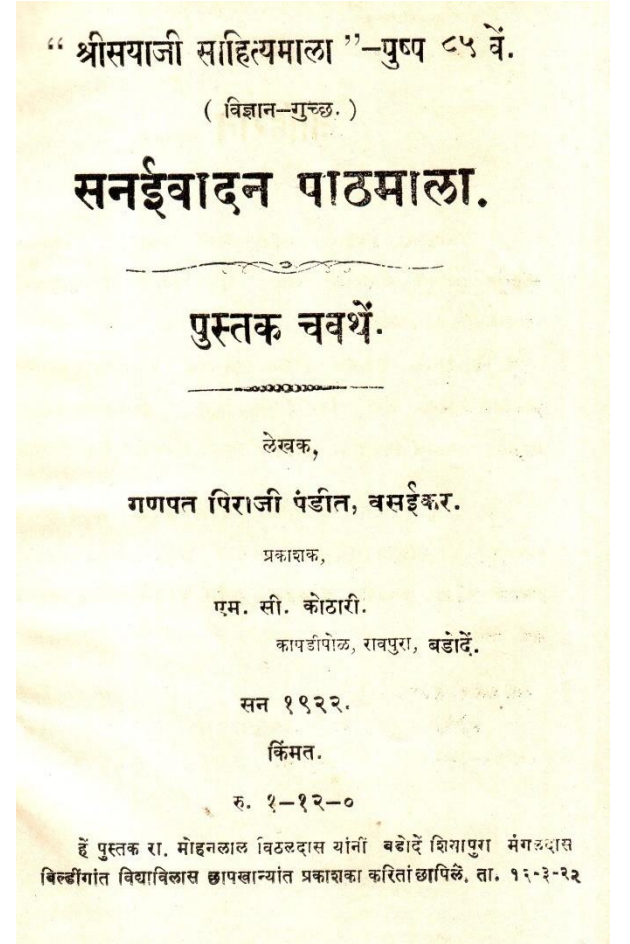 “ श्रीसयाजी साहित्यमाला ”–पुष्प ८५ वें.
( विज्ञान–गुच्छ. )
सनईवादन पाठमाला.
पुस्तक चवथें.
लेखक,
गणपत पिराजी पंडीत, वसईकर.
प्रकाशक,
एम. सी. कोठारी.
कापडीपोळ, रावपुरा, बडोदें.
सन १९२२.
किंमत.
रु. १–१२–०
हें पुस्तक रा. मोहनलाल विठलदास यांनीं बडोदें शियापुरा मंगळदास
बिल्डींगांत विद्याविलास छापखान्यांत प्रकाशका करितां छापिलें, ता. १२-३-२२